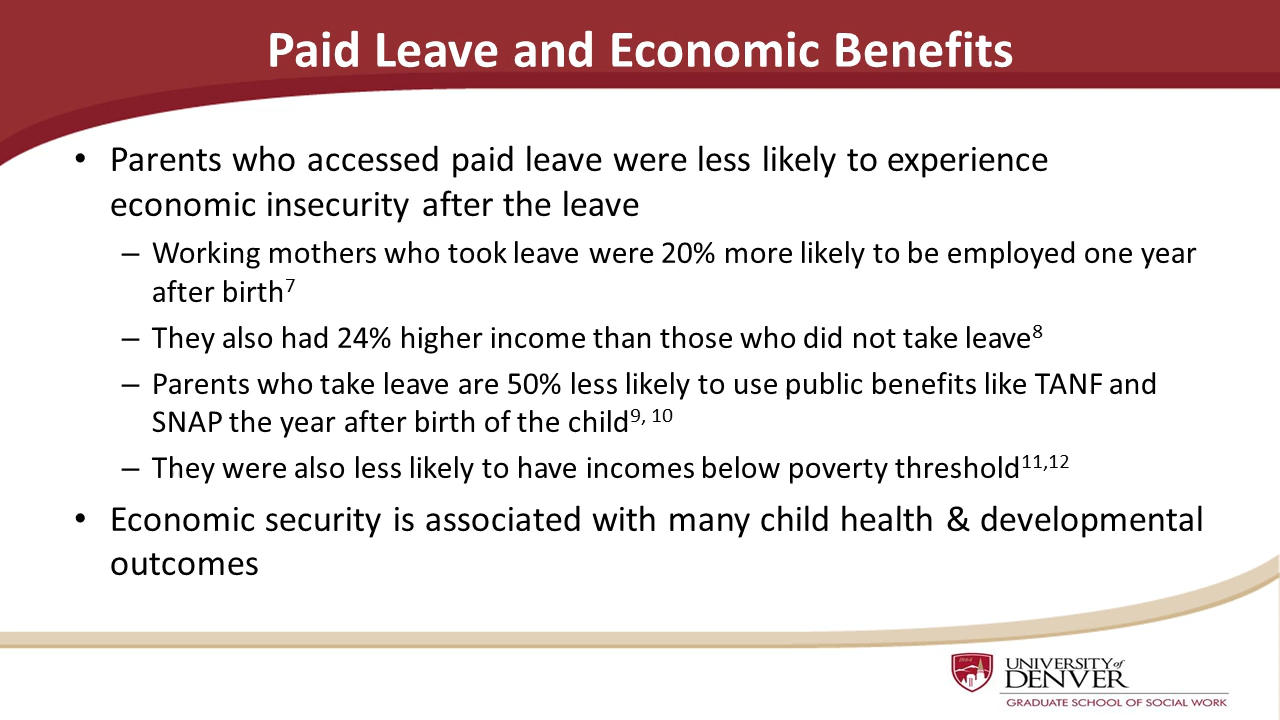 Paid Leave and Economic Benefits
• Parents who accessed paid leave were less likely to experience
economic insecurity after the leave
– Working mothers who took leave were 20% more likely to be employed one year
after birth⁷
– They also had 24% higher income than those who did not take leave⁸
– Parents who take leave are 50% less likely to use public benefits like TANF and
SNAP the year after birth of the child⁹, ¹⁰
– They were also less likely to have incomes below poverty threshold¹¹,¹²
• Economic security is associated with many child health & developmental
outcomes
UNIVERSITY of
DENVER
GRADUATE SCHOOL OF SOCIAL WORK